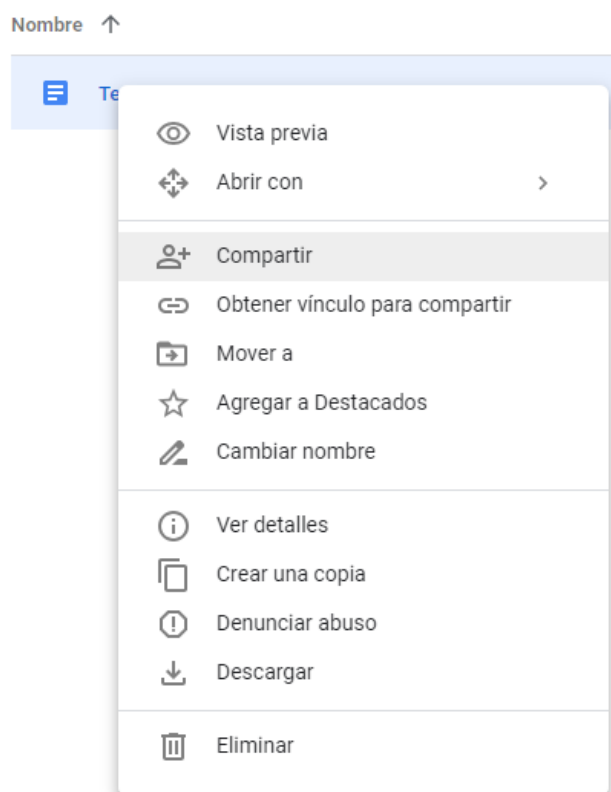 Nombre
Te
Vista previa
Abrir con
Compartir
Obtener vínculo para compartir
Mover a
Agregar a Destacados
Cambiar nombre
Ver detalles
Crear una copia
Denunciar abuso
Descargar
Eliminar